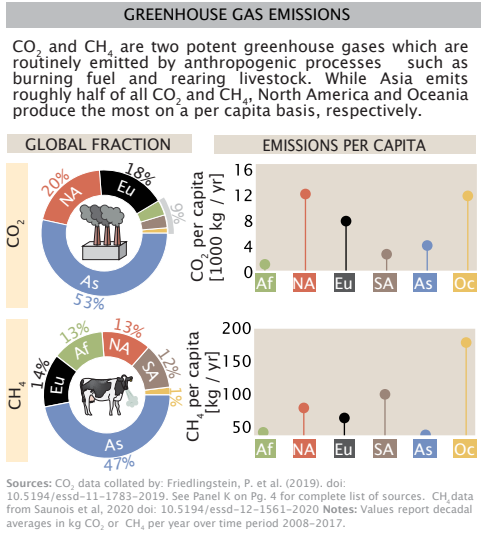 GREENHOUSE GAS EMISSIONS
CO₂ and CH₄ are two potent greenhouse gases which are
routinely emitted by anthropogenic processes such as
burning fuel and rearing livestock. While Asia emits
roughly half of all CO₂ and CH₄, North America and Oceania
produce the most on a per capita basis, respectively.
GLOBAL FRACTION
EMISSIONS PER CAPITA
CO₂
20%
NA
18%
Eu
9%
As
53%
CO₂ per capita
[1000 kg / yr]
16
12
8
4
0
Af NA Eu SA As Oc
CH₄
13%
Af
13%
NA
12%
SA
1%
14%
Eu
As
47%
CH₄ per capita
[kg / yr]
200
150
100
50
Af NA Eu SA As Oc
Sources: CO₂ data collated by: Friedlingstein, P. et al. (2019). doi:
10.5194/essd-11-1783-2019. See Panel K on Pg. 4 for complete list of sources. CH₄data
from Saunois et al, 2020 doi: 10.5194/essd-12-1561-2020 Notes: Values report decadal
averages in kg CO₂ or CH₄ per year over time period 2008-2017.